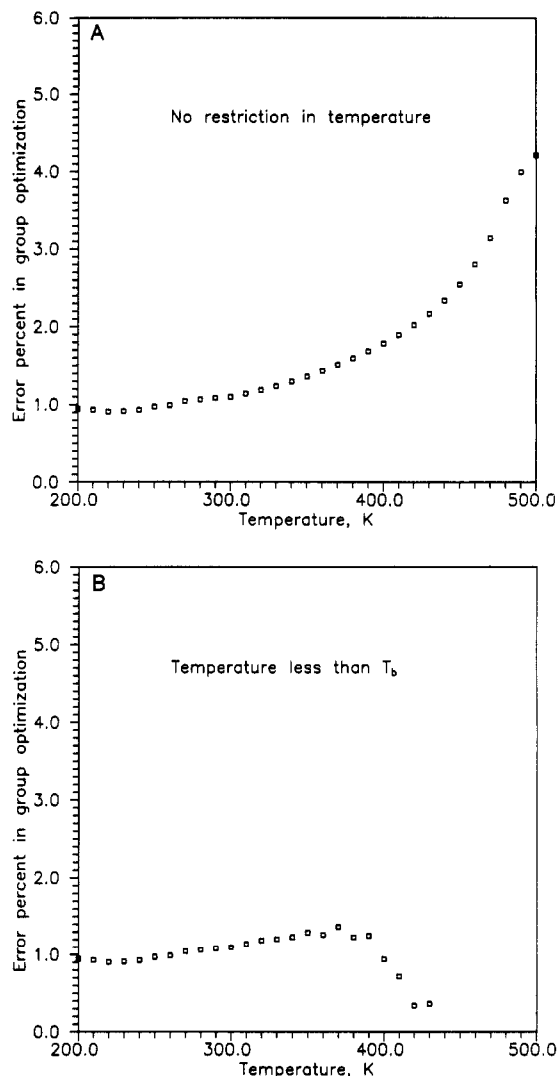 A
6.0
No restriction in temperature
5.0
4.0
3.0
2.0
1.0
0.0
Error percent in group optimization
200.0 300.0 400.0 500.0
Temperature, K
B
6.0
Temperature less than T_b
5.0
4.0
3.0
2.0
1.0
0.0
Error percent in group optimization
200.0 300.0 400.0 500.0
Temperature, K